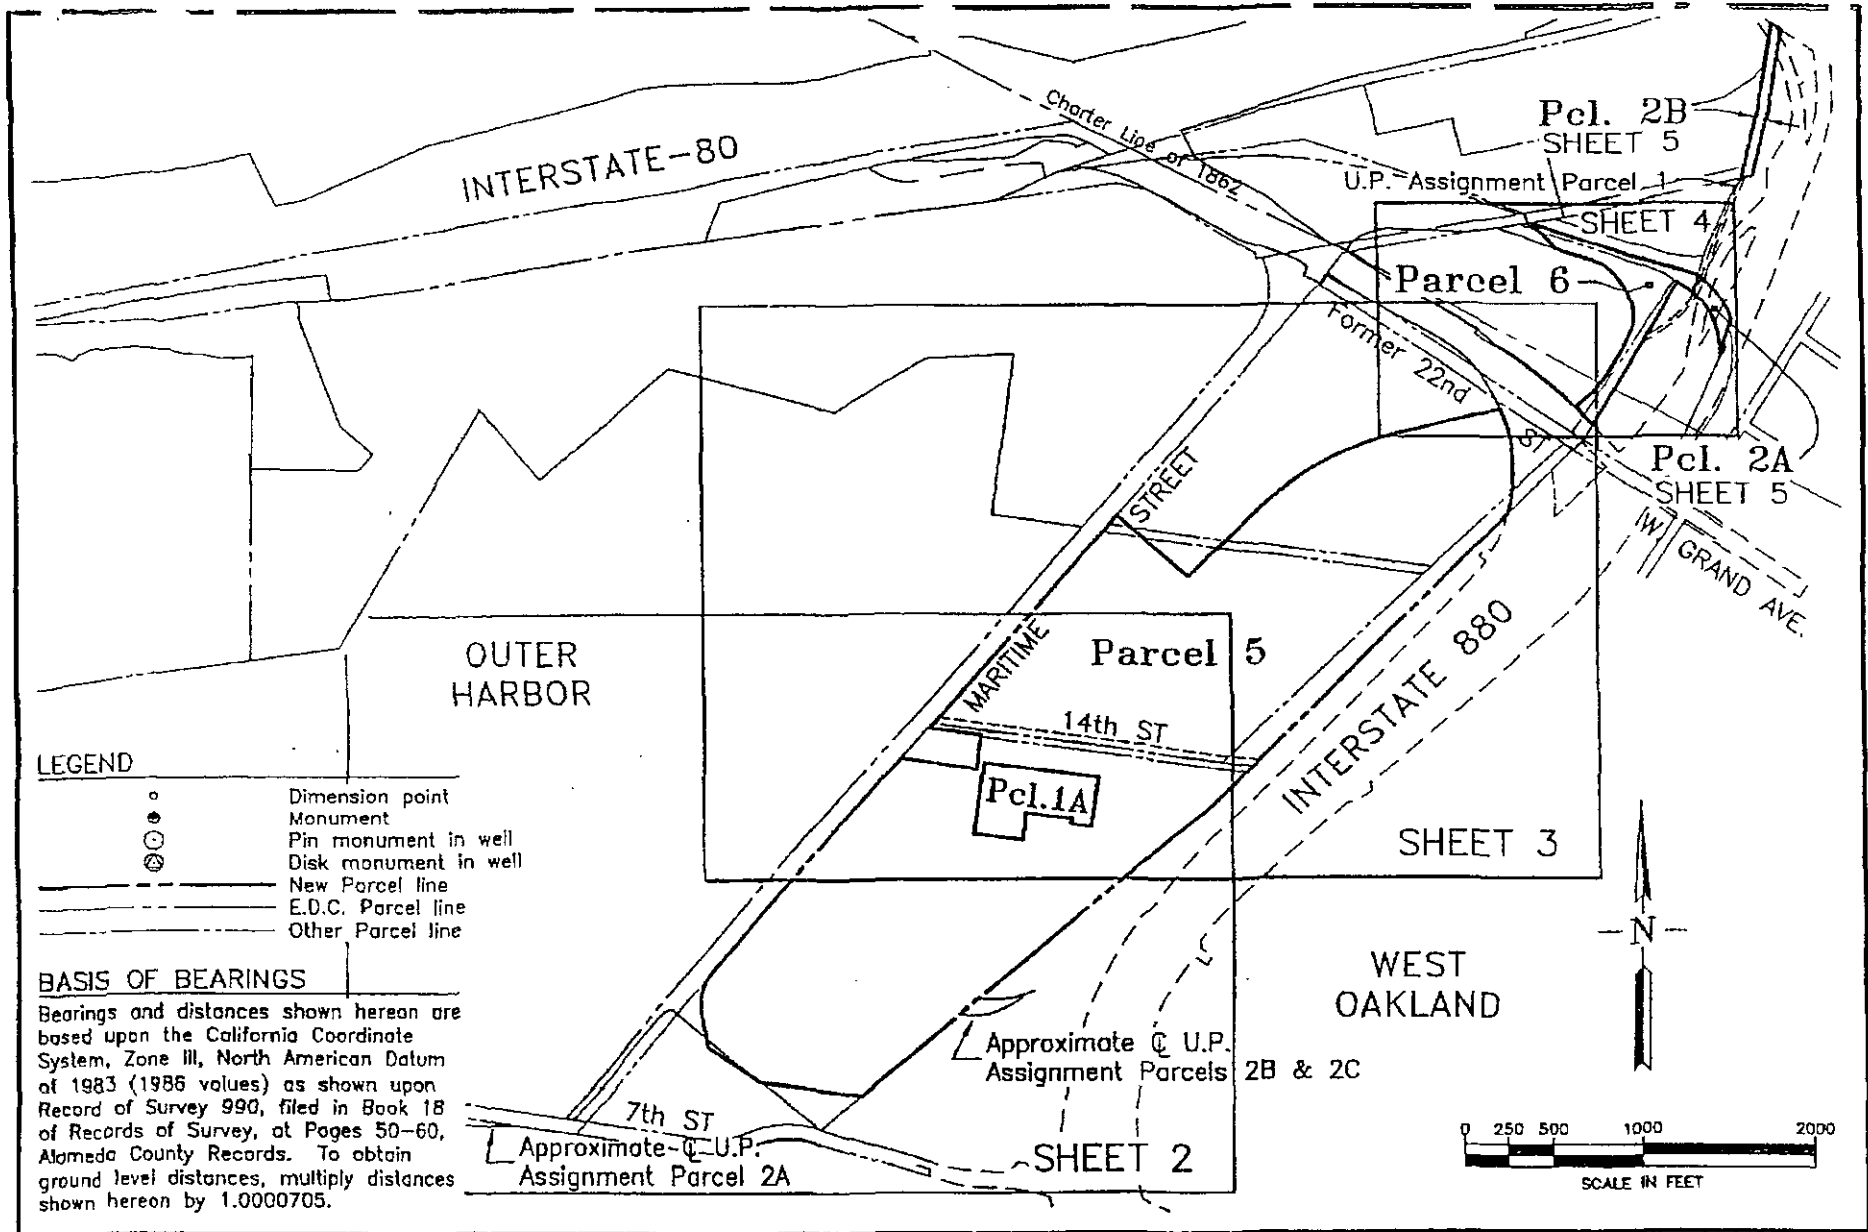 INTERSTATE-80
Charter Line of 1862
Pcl. 2B
SHEET 5
U.P. Assignment Parcel 1
SHEET 4
Parcel 6
Former 22nd
ST
Pcl. 2A
SHEET 5
W. GRAND AVE.
STREET
MARITIME
OUTER
HARBOR
Parcel 5
14th ST
Pcl.1A
INTERSTATE 880
SHEET 3
LEGEND
Dimension point
Monument
Pin monument in well
Disk monument in well
New Parcel line
E.D.C. Parcel line
Other Parcel line
BASIS OF BEARINGS
Bearings and distances shown hereon are
based upon the California Coordinate
System, Zone III, North American Datum
of 1983 (1986 values) as shown upon
Record of Survey 990, filed in Book 18
of Records of Survey, at Pages 50-60,
Alameda County Records. To obtain
ground level distances, multiply distances
shown hereon by 1.0000705.
N
WEST
OAKLAND
Approximate ℄ U.P.
Assignment Parcels 2B & 2C
7th ST
Approximate ℄ U.P.
Assignment Parcel 2A
SHEET 2
0 250 500 1000 2000
SCALE IN FEET